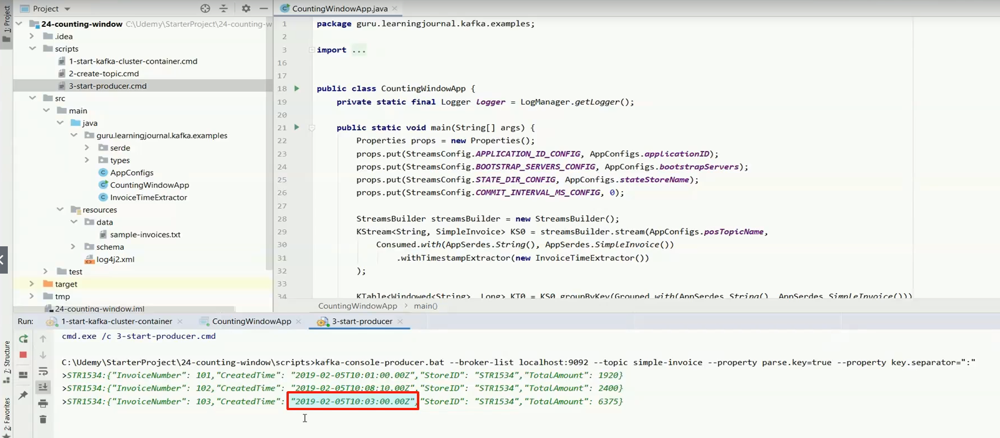 1: Project
Project
24-counting-window C:\Udemy\StarterProject\24-counting-w
.idea
scripts
1-start-kafka-cluster-container.cmd
2-create-topic.cmd
3-start-producer.cmd
src
main
java
guru.learningjournal.kafka.examples
serde
types
AppConfigs
CountingWindowApp
InvoiceTimeExtractor
resources
data
sample-invoices.txt
schema
log4j2.xml
test
target
tmp
24-counting-window.iml
CountingWindowApp.java
1 package guru.learningjournal.kafka.examples;
2
3 import ...
16
17
18 public class CountingWindowApp {
19 private static final Logger logger = LogManager.getLogger();
20
21 public static void main(String[] args) {
22 Properties props = new Properties();
23 props.put(StreamsConfig.APPLICATION_ID_CONFIG, AppConfigs.applicationID);
24 props.put(StreamsConfig.BOOTSTRAP_SERVERS_CONFIG, AppConfigs.bootstrapServers);
25 props.put(StreamsConfig.STATE_DIR_CONFIG, AppConfigs.stateStoreName);
26 props.put(StreamsConfig.COMMIT_INTERVAL_MS_CONFIG, 0);
27
28 StreamsBuilder streamsBuilder = new StreamsBuilder();
29 KStream<String, SimpleInvoice> KS0 = streamsBuilder.stream(AppConfigs.posTopicName,
30 Consumed.with(AppSerdes.String(), AppSerdes.SimpleInvoice())
31 .withTimestampExtractor(new InvoiceTimeExtractor())
32 );
33
34 KTable<Windowed<String>, Long> KT0 = KS0.groupByKey(Grouped.with(AppSerdes.String(), AppSerdes.SimpleInvoice()))
CountingWindowApp › main()
Run: 1-start-kafka-cluster-container CountingWindowApp 3-start-producer
cmd.exe /c 3-start-producer.cmd
C:\Udemy\StarterProject\24-counting-window\scripts>kafka-console-producer.bat --broker-list localhost:9092 --topic simple-invoice --property parse.key=true --property key.separator=":"
>STR1534:{"InvoiceNumber": 101,"CreatedTime": "2019-02-05T10:01:00.00Z","StoreID": "STR1534","TotalAmount": 1920}
>STR1534:{"InvoiceNumber": 102,"CreatedTime": "2019-02-05T10:08:10.00Z","StoreID": "STR1534","TotalAmount": 2400}
>STR1534:{"InvoiceNumber": 103,"CreatedTime": "2019-02-05T10:03:00.00Z","StoreID": "STR1534","TotalAmount": 6375}
7: Structure
2: Favorites